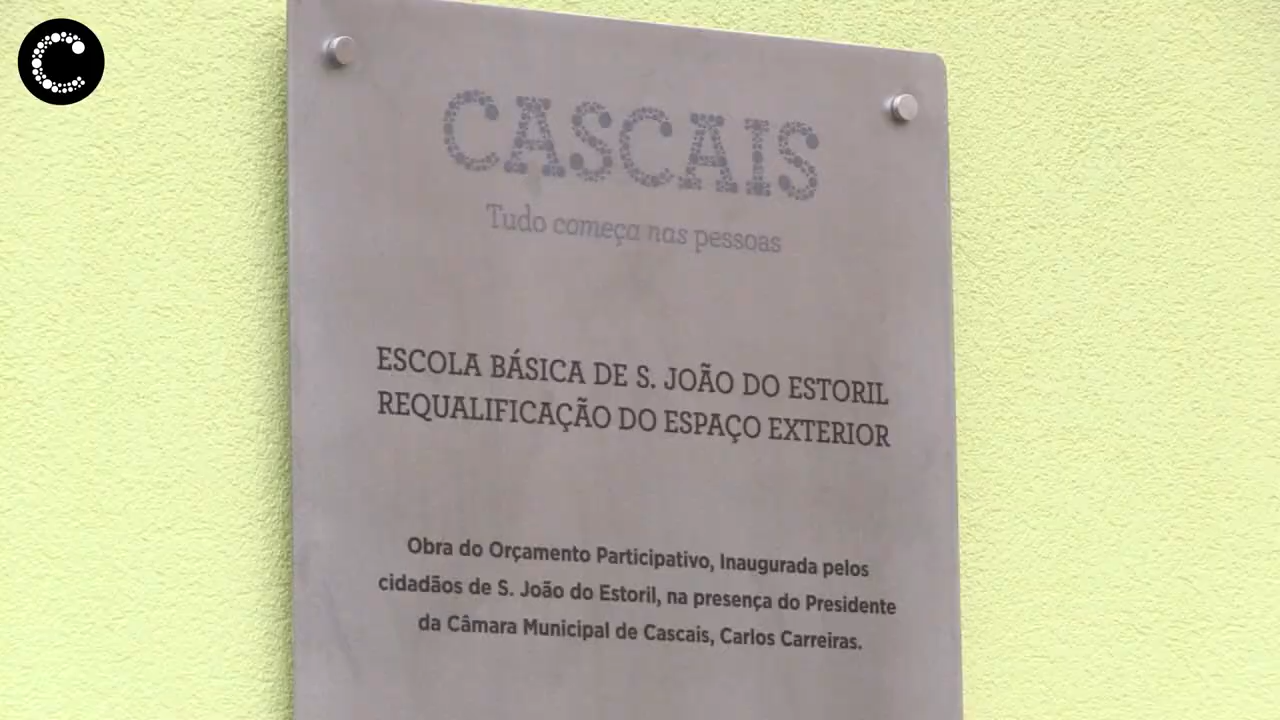 C
CASCAIS
Tudo começa nas pessoas
ESCOLA BÁSICA DE S. JOÃO DO ESTORIL
REQUALIFICAÇÃO DO ESPAÇO EXTERIOR
Obra do Orçamento Participativo, Inaugurada pelos
cidadãos de S. João do Estoril, na presença do Presidente
da Câmara Municipal de Cascais, Carlos Carreiras.